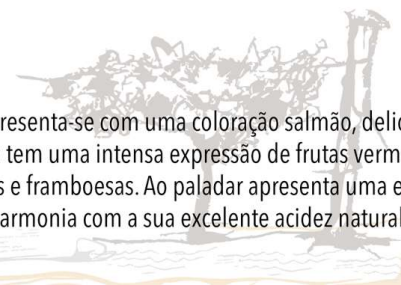 resenta-se com uma coloração salmão, delic
tem uma intensa expressão de frutas verm
s e framboesas. Ao paladar apresenta uma e
armonia com a sua excelente acidez natural